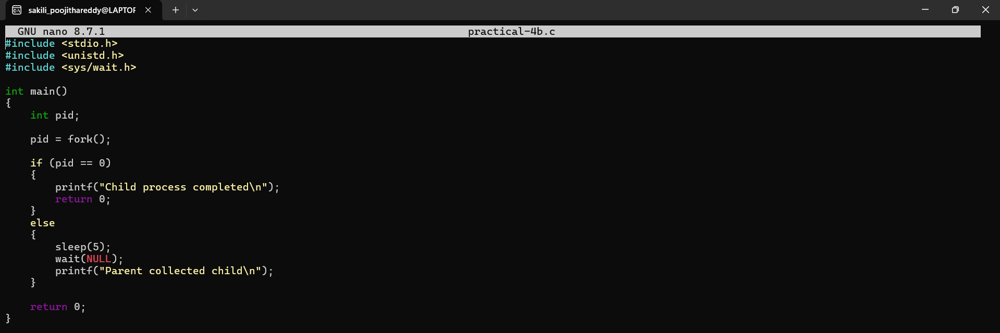 sakili_poojithareddy@LAPTOP
GNU nano 8.7.1 practical-4b.c
#include <stdio.h>
#include <unistd.h>
#include <sys/wait.h>
int main()
{
    int pid;
    pid = fork();
    if (pid == 0)
    {
        printf("Child process completed\n");
        return 0;
    }
    else
    {
        sleep(5);
        wait(NULL);
        printf("Parent collected child\n");
    }
    return 0;
}